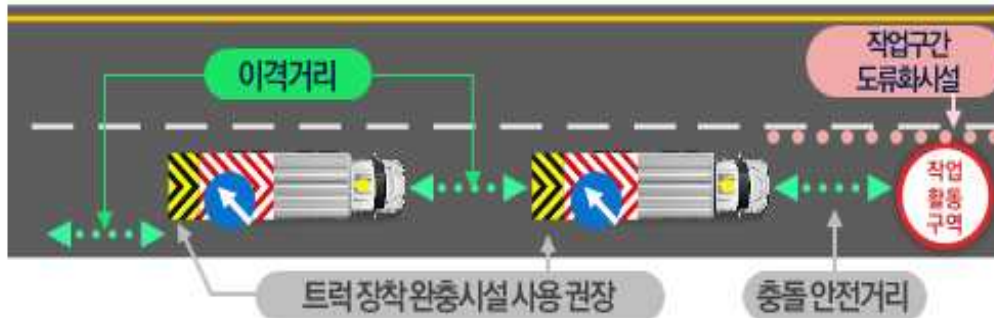 이격거리
작업구간
도류화시설
작업
활동
구역
트럭 장착 완충시설 사용 권장
충돌 안전거리